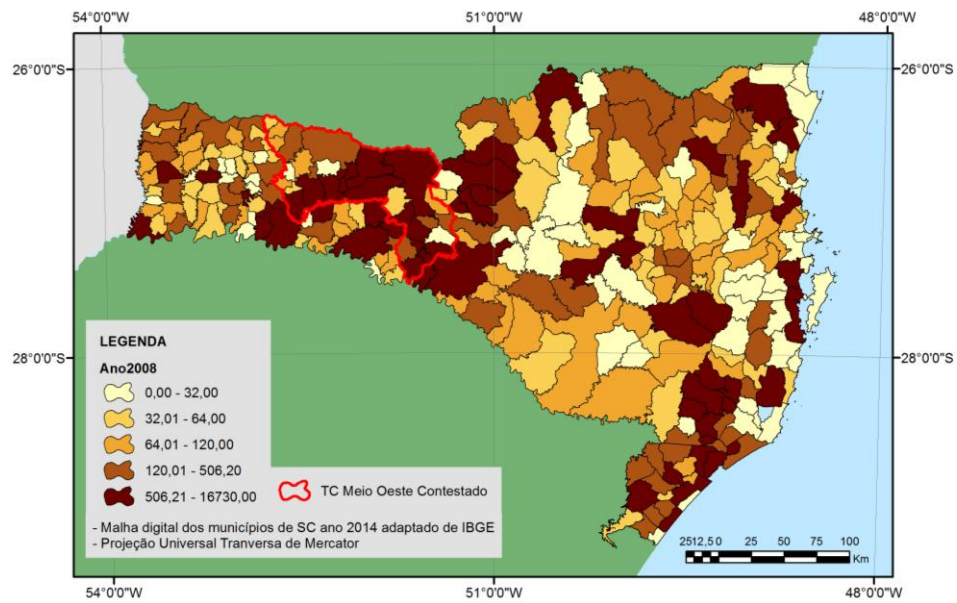 54°0'0"O 51°0'0"O 48°0'0"O
26°0'0"S 26°0'0"S
28°0'0"S 28°0'0"S
LEGENDA
Ano2008
0,00 - 32,00
32,01 - 64,00
64,01 - 120,00
120,01 - 506,20
506,21 - 16730,00
TC Meio Oeste Contestado
- Malha digital dos municípios de SC ano 2014 adaptado de IBGE
- Projeção Universal Tranversa de Mercator
2512,5 0 25 50 75 100
Km
54°0'0"O 51°0'0"O 48°0'0"O